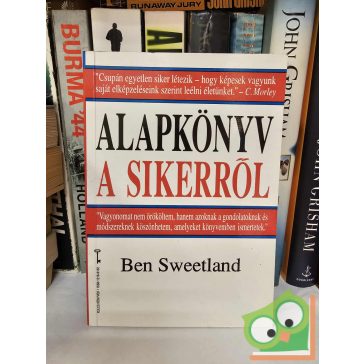 RUNAWAY JURY
BURMA '44
HOLLAND
JOHN GRISHAM
JOHN GRISHAM
"Csupán egyetlen siker létezik – hogy képesek vagyunk
saját elképzeléseink szerint leélni életünket." – C. Morley
ALAPKÖNYV
A SIKERRŐL
"Vagyonomat nem örököltem, hanem azoknak a gondolatoknak és
módszereknek köszönhetem, amelyeket könyvemben ismertetek."
Ben Sweetland